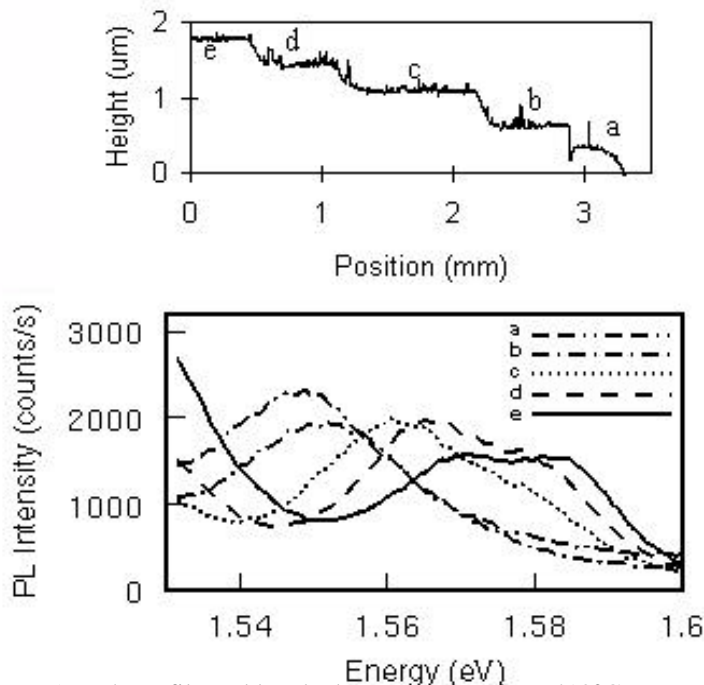 2
1
0
Height (um)
e
d
c
b
a
0 1 2 3
Position (mm)
3000
2000
1000
0
PL Intensity (counts/s)
a
b
c
d
e
1.54 1.56 1.58 1.6
Energy (eV)